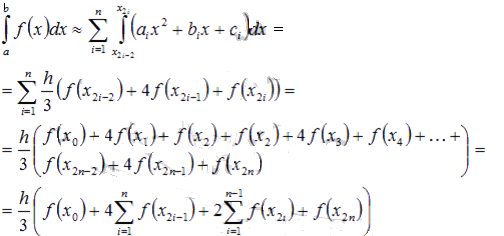 ∫_a^b f(x)dx ≈ ∑_{i=1}^{n} ∫_{x_{2i-2}}^{x_{2i}} (a_i x² + b_i x + c_i)dx =
= ∑_{i=1}^{n} h/3 (f(x_{2i-2}) + 4f(x_{2i-1}) + f(x_{2i})) =
= h/3 (f(x_0) + 4f(x_1) + f(x_2) + f(x_2) + 4f(x_3) + f(x_4) + ... +
f(x_{2n-2}) + 4f(x_{2n-1}) + f(x_{2n})) =
= h/3 (f(x_0) + 4∑_{i=1}^{n} f(x_{2i-1}) + 2∑_{i=1}^{n-1} f(x_{2i}) + f(x_{2n}))